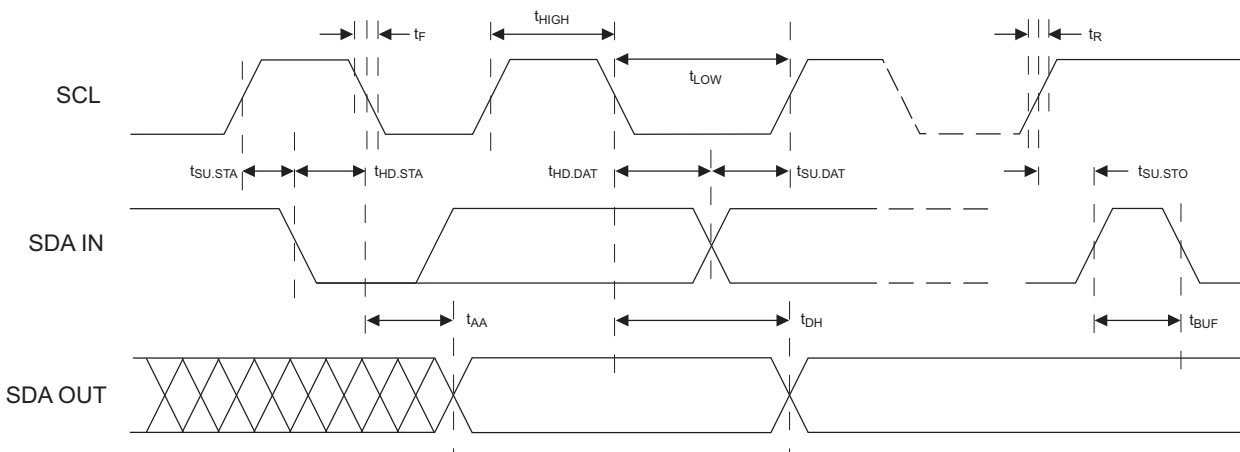 tHIGH
tF
tR
tLOW
SCL
tSU.STA
tHD.STA
tHD.DAT
tSU.DAT
tSU.STO
SDA IN
tAA
tDH
tBUF
SDA OUT